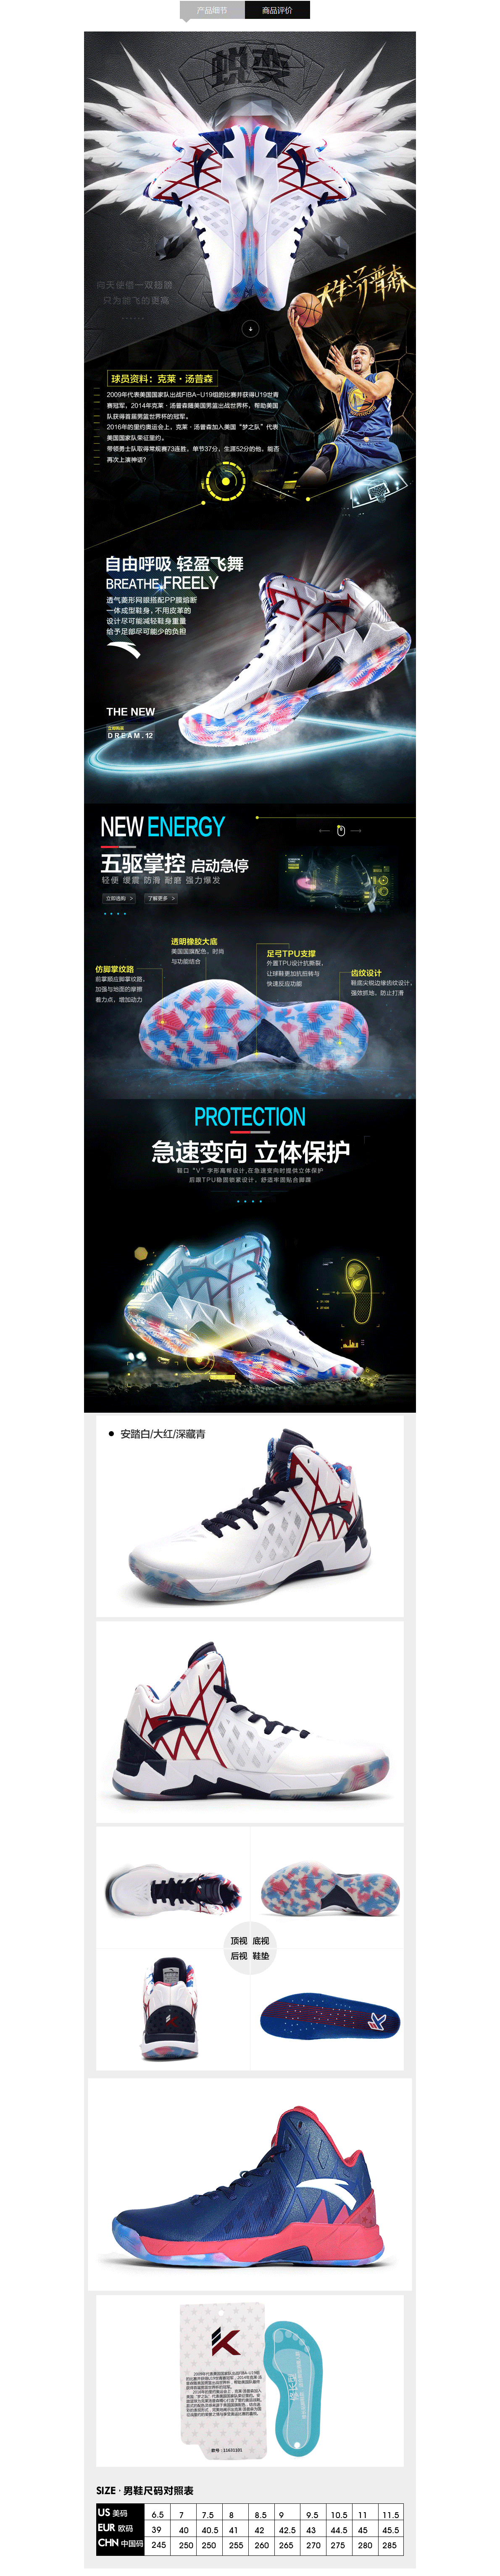 产品细节
商品评价
蜕变
向天使借一双翅膀
只为能飞的更高
天生汤普森
球员资料：克莱·汤普森
2009年代表美国国家队出战FIBA-U19组的比赛并获得U19世青
赛冠军，2014年克莱·汤普森随美国男篮出战世界杯，帮助美国
队获得首届男篮世界杯的冠军。
2016年的里约奥运会上，克莱·汤普森加入美国“梦之队”代表
美国国家队荣征里约。
带领勇士队取得常规赛73连胜，单节37分，生涯52分的他，能否
再次上演神话?
自由呼吸 轻盈飞舞
BREATHE FREELY
透气菱形网眼搭配PP膜熔断
一体成型鞋身，不用皮革的
设计尽可能减轻鞋身重量
给予足部尽可能少的负担
THE NEW
立即购买
DREAM.12
NEW ENERGY
五驱掌控 启动急停
轻便 缓震 防滑 耐磨 强力爆发
立即选购 >
了解更多 >
透明橡胶大底
美国国旗配色，时尚
与功能结合
足弓TPU支撑
外置TPU设计抗撕裂，
让球鞋更加抗扭转与
快速反应功能
仿脚掌纹路
前掌顺应脚掌纹路，
加强与地面的摩擦
着力点，增加动力
齿纹设计
鞋底尖锐边缘齿纹设计，
强效抓地，防止打滑
PROTECTION
急速变向 立体保护
鞋口“V”字形高帮设计,在急速变向时提供立体保护
后跟TPU稳固锁紧设计，舒适牢固贴合脚踝
安踏白/大红/深藏青
顶视 底视
后视 鞋垫
款号：11631101
SIZE · 男鞋尺码对照表
US 美码 6.5 7 7.5 8 8.5 9 9.5 10.5 11 11.5
EUR 欧码 39 40 40.5 41 42 42.5 43 44.5 45 45.5
CHN 中国码 245 250 250 255 260 265 270 275 280 285